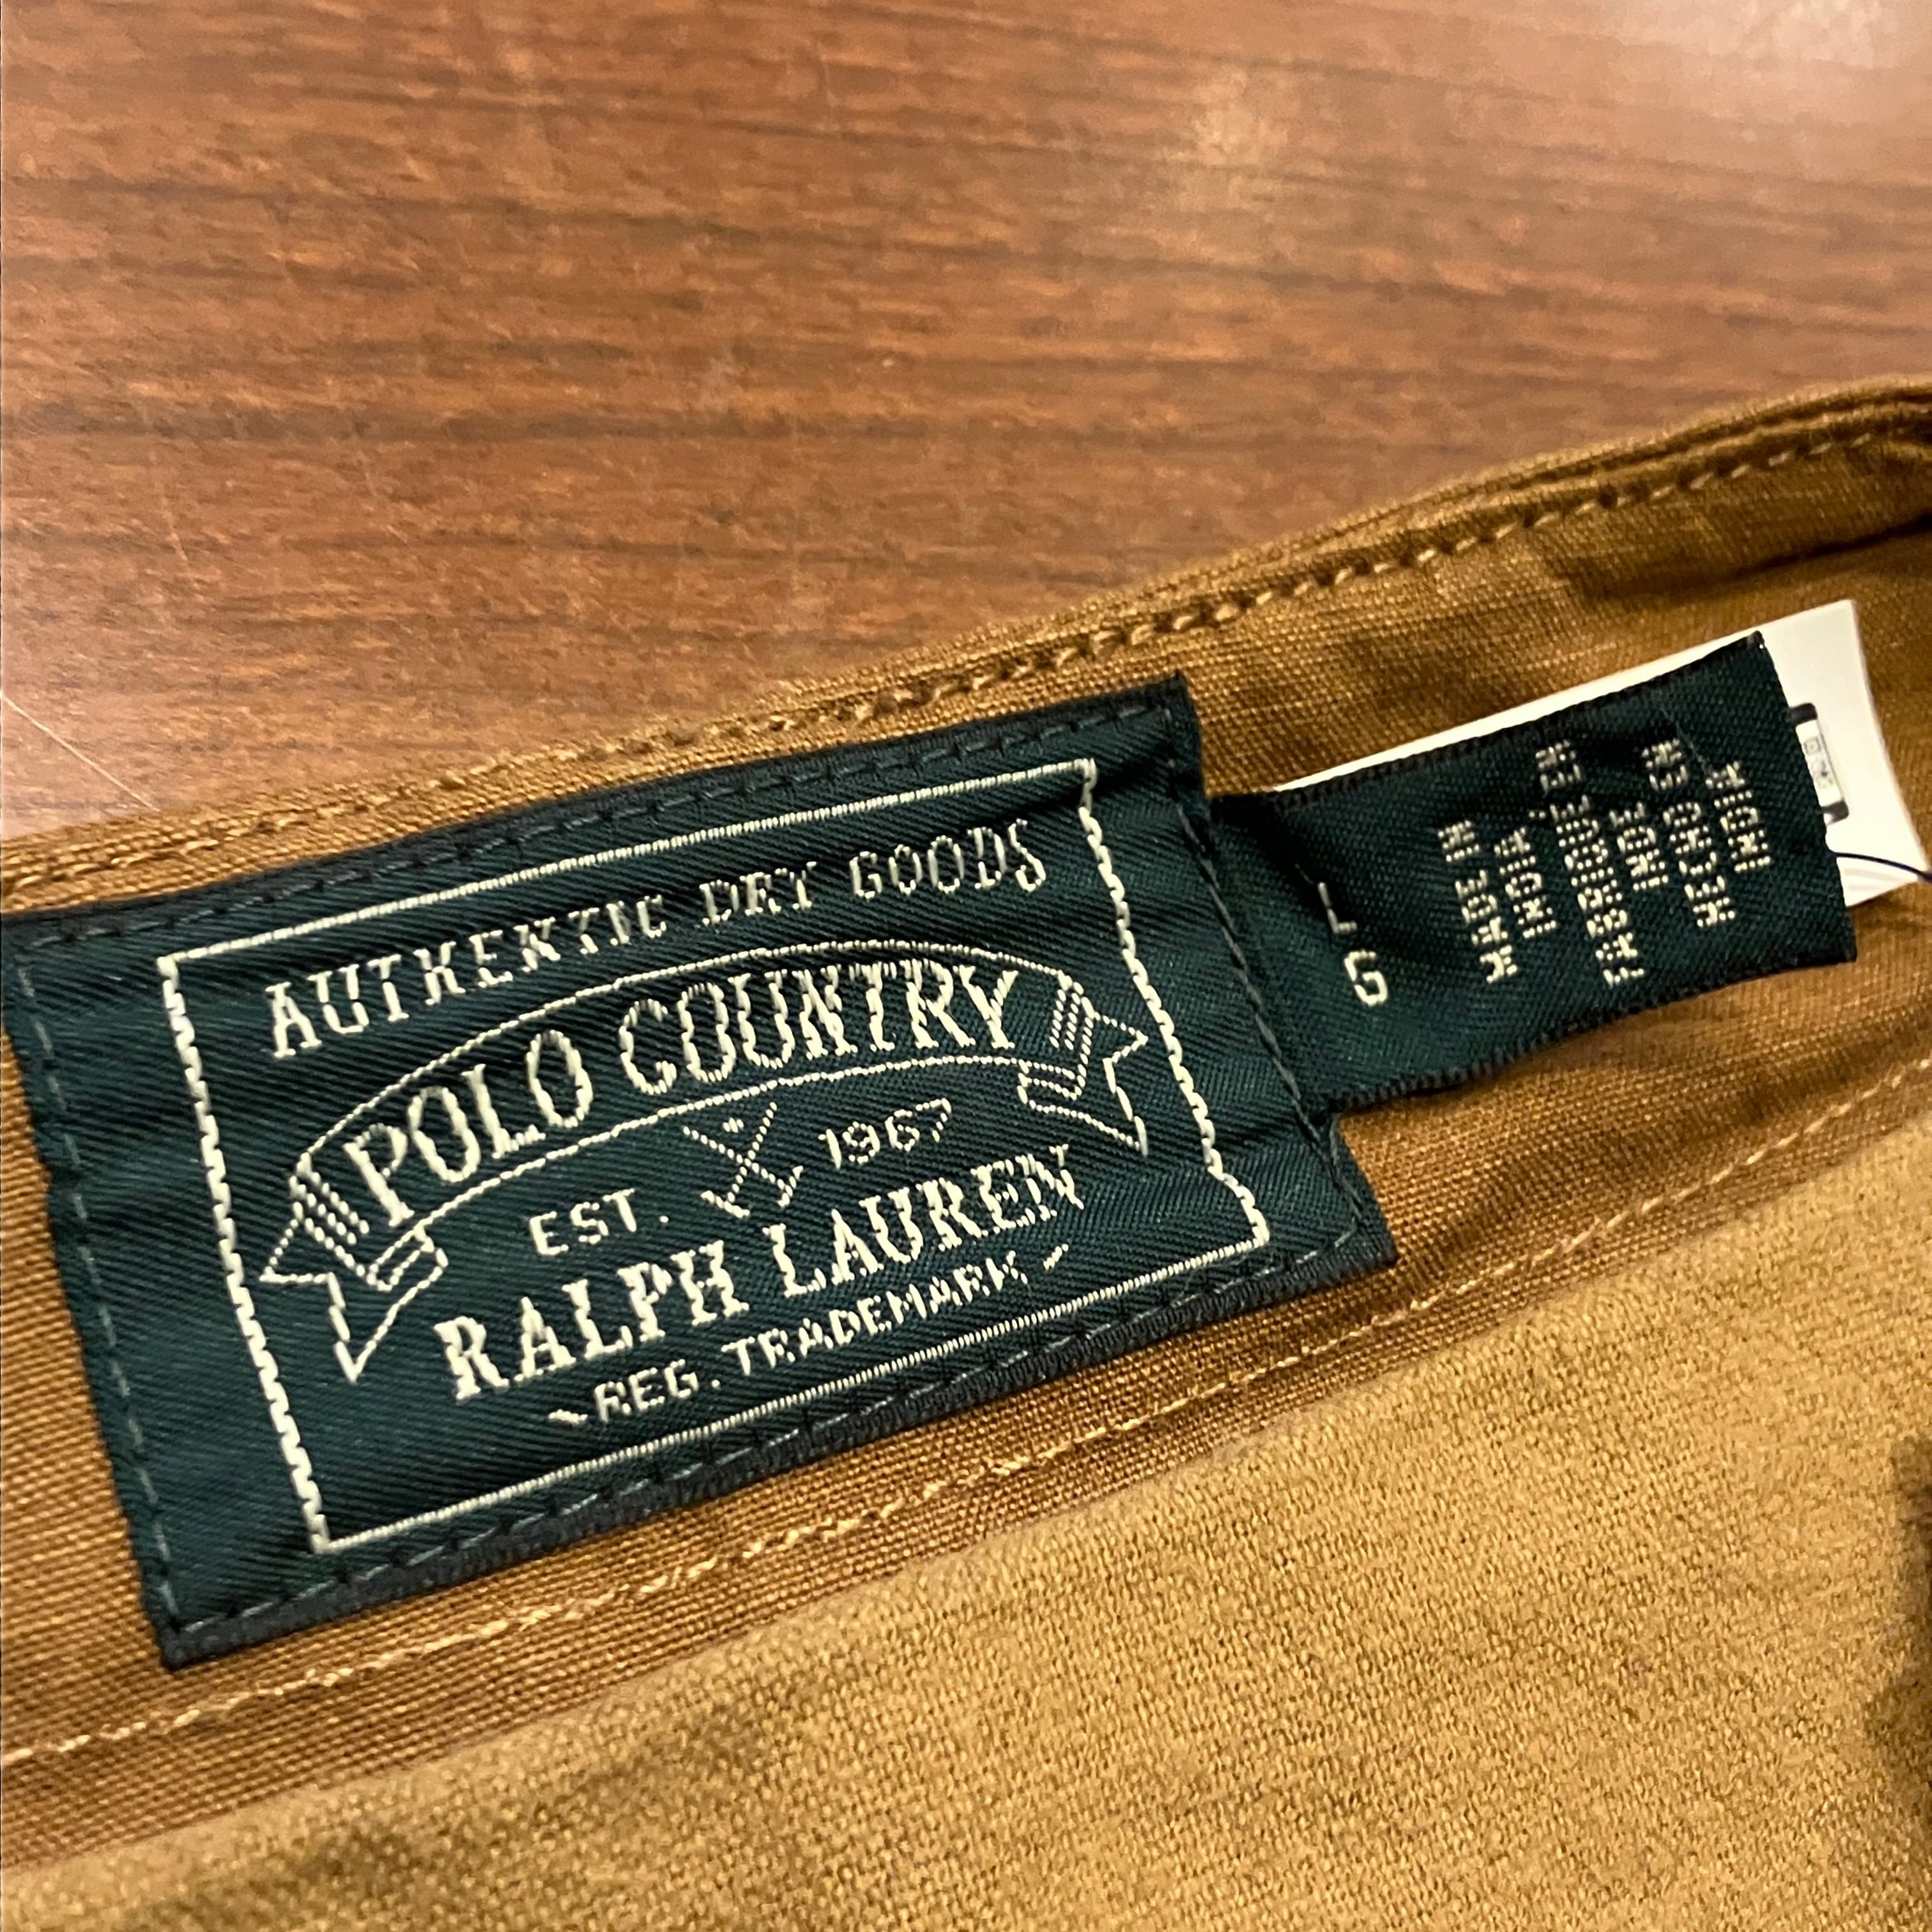 AUTHENTIC DRY GOODS
POLO COUNTRY
EST. 1967
RALPH LAUREN
REG. TRADEMARK
L
G
MADE IN
INDIA
FABRIQUE EN
INDE
HECHO EN
INDIA